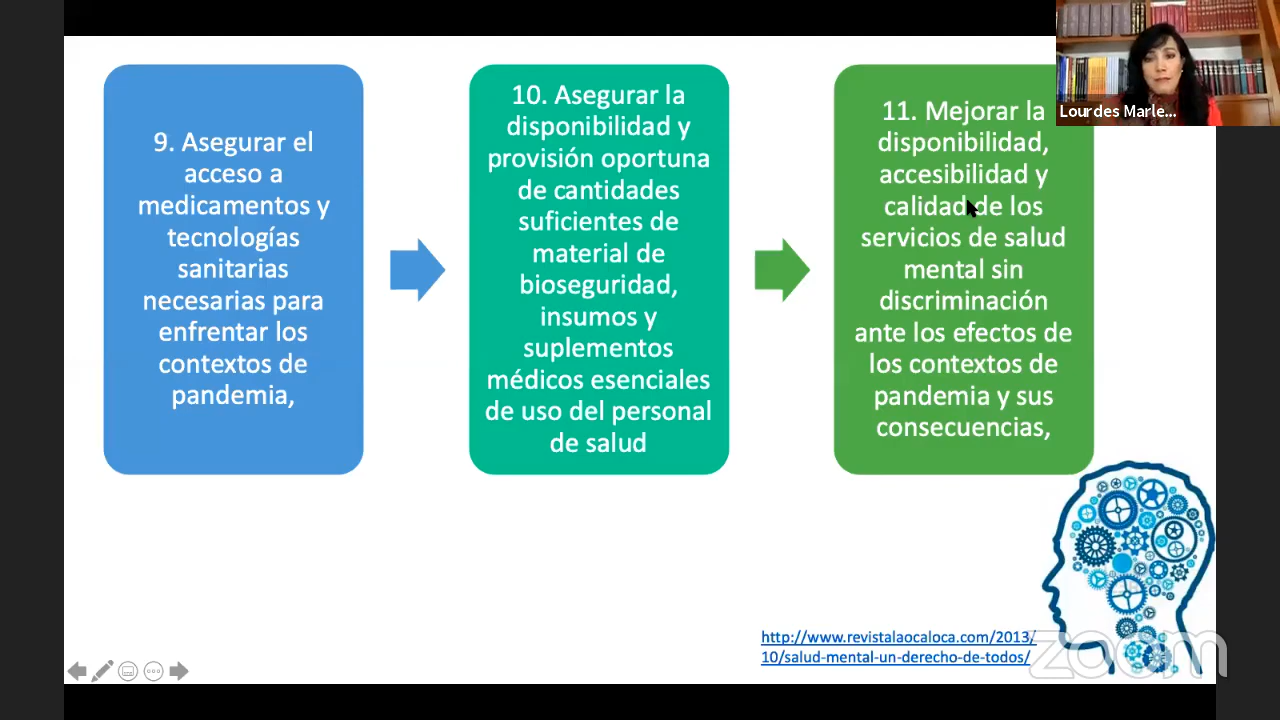 9. Asegurar el
acceso a
medicamentos y
tecnologías
sanitarias
necesarias para
enfrentar los
contextos de
pandemia,
10. Asegurar la
disponibilidad y
provisión oportuna
de cantidades
suficientes de
material de
bioseguridad,
insumos y
suplementos
médicos esenciales
de uso del personal
de salud
11. Mejorar la
disponibilidad,
accesibilidad y
calidad de los
servicios de salud
mental sin
discriminación
ante los efectos de
los contextos de
pandemia y sus
consecuencias,
Lourdes Marle...
http://www.revistalaocaloca.com/2013/
10/salud-mental-un-derecho-de-todos/
zoom